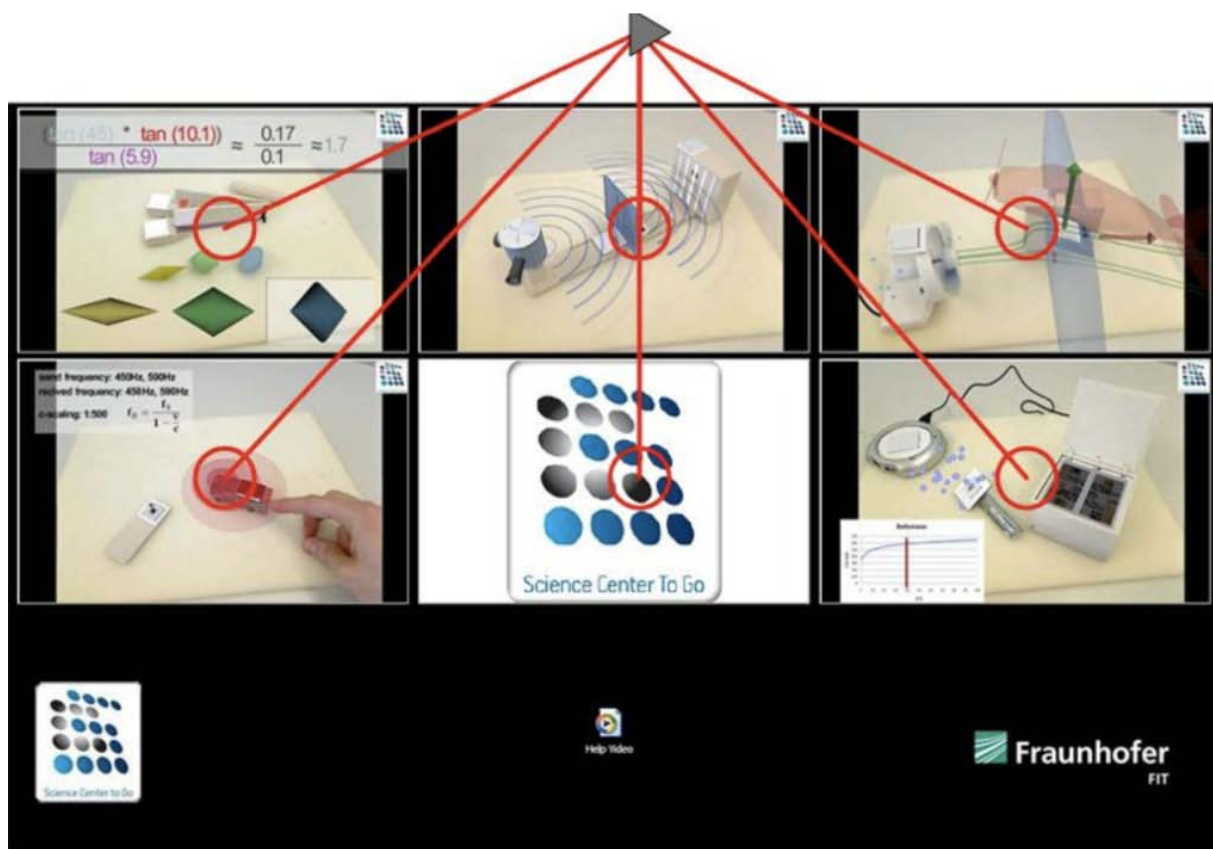 (45) * tan (10.1))
tan (5.9)
≈
0.17
0.1
≈1.7
send frequency: 450Hz, 590Hz
recived frequency: 450Hz, 590Hz
c-scaling: 1:500
Science Center To Go
Science Center to Go
Help Video
Fraunhofer
FIT